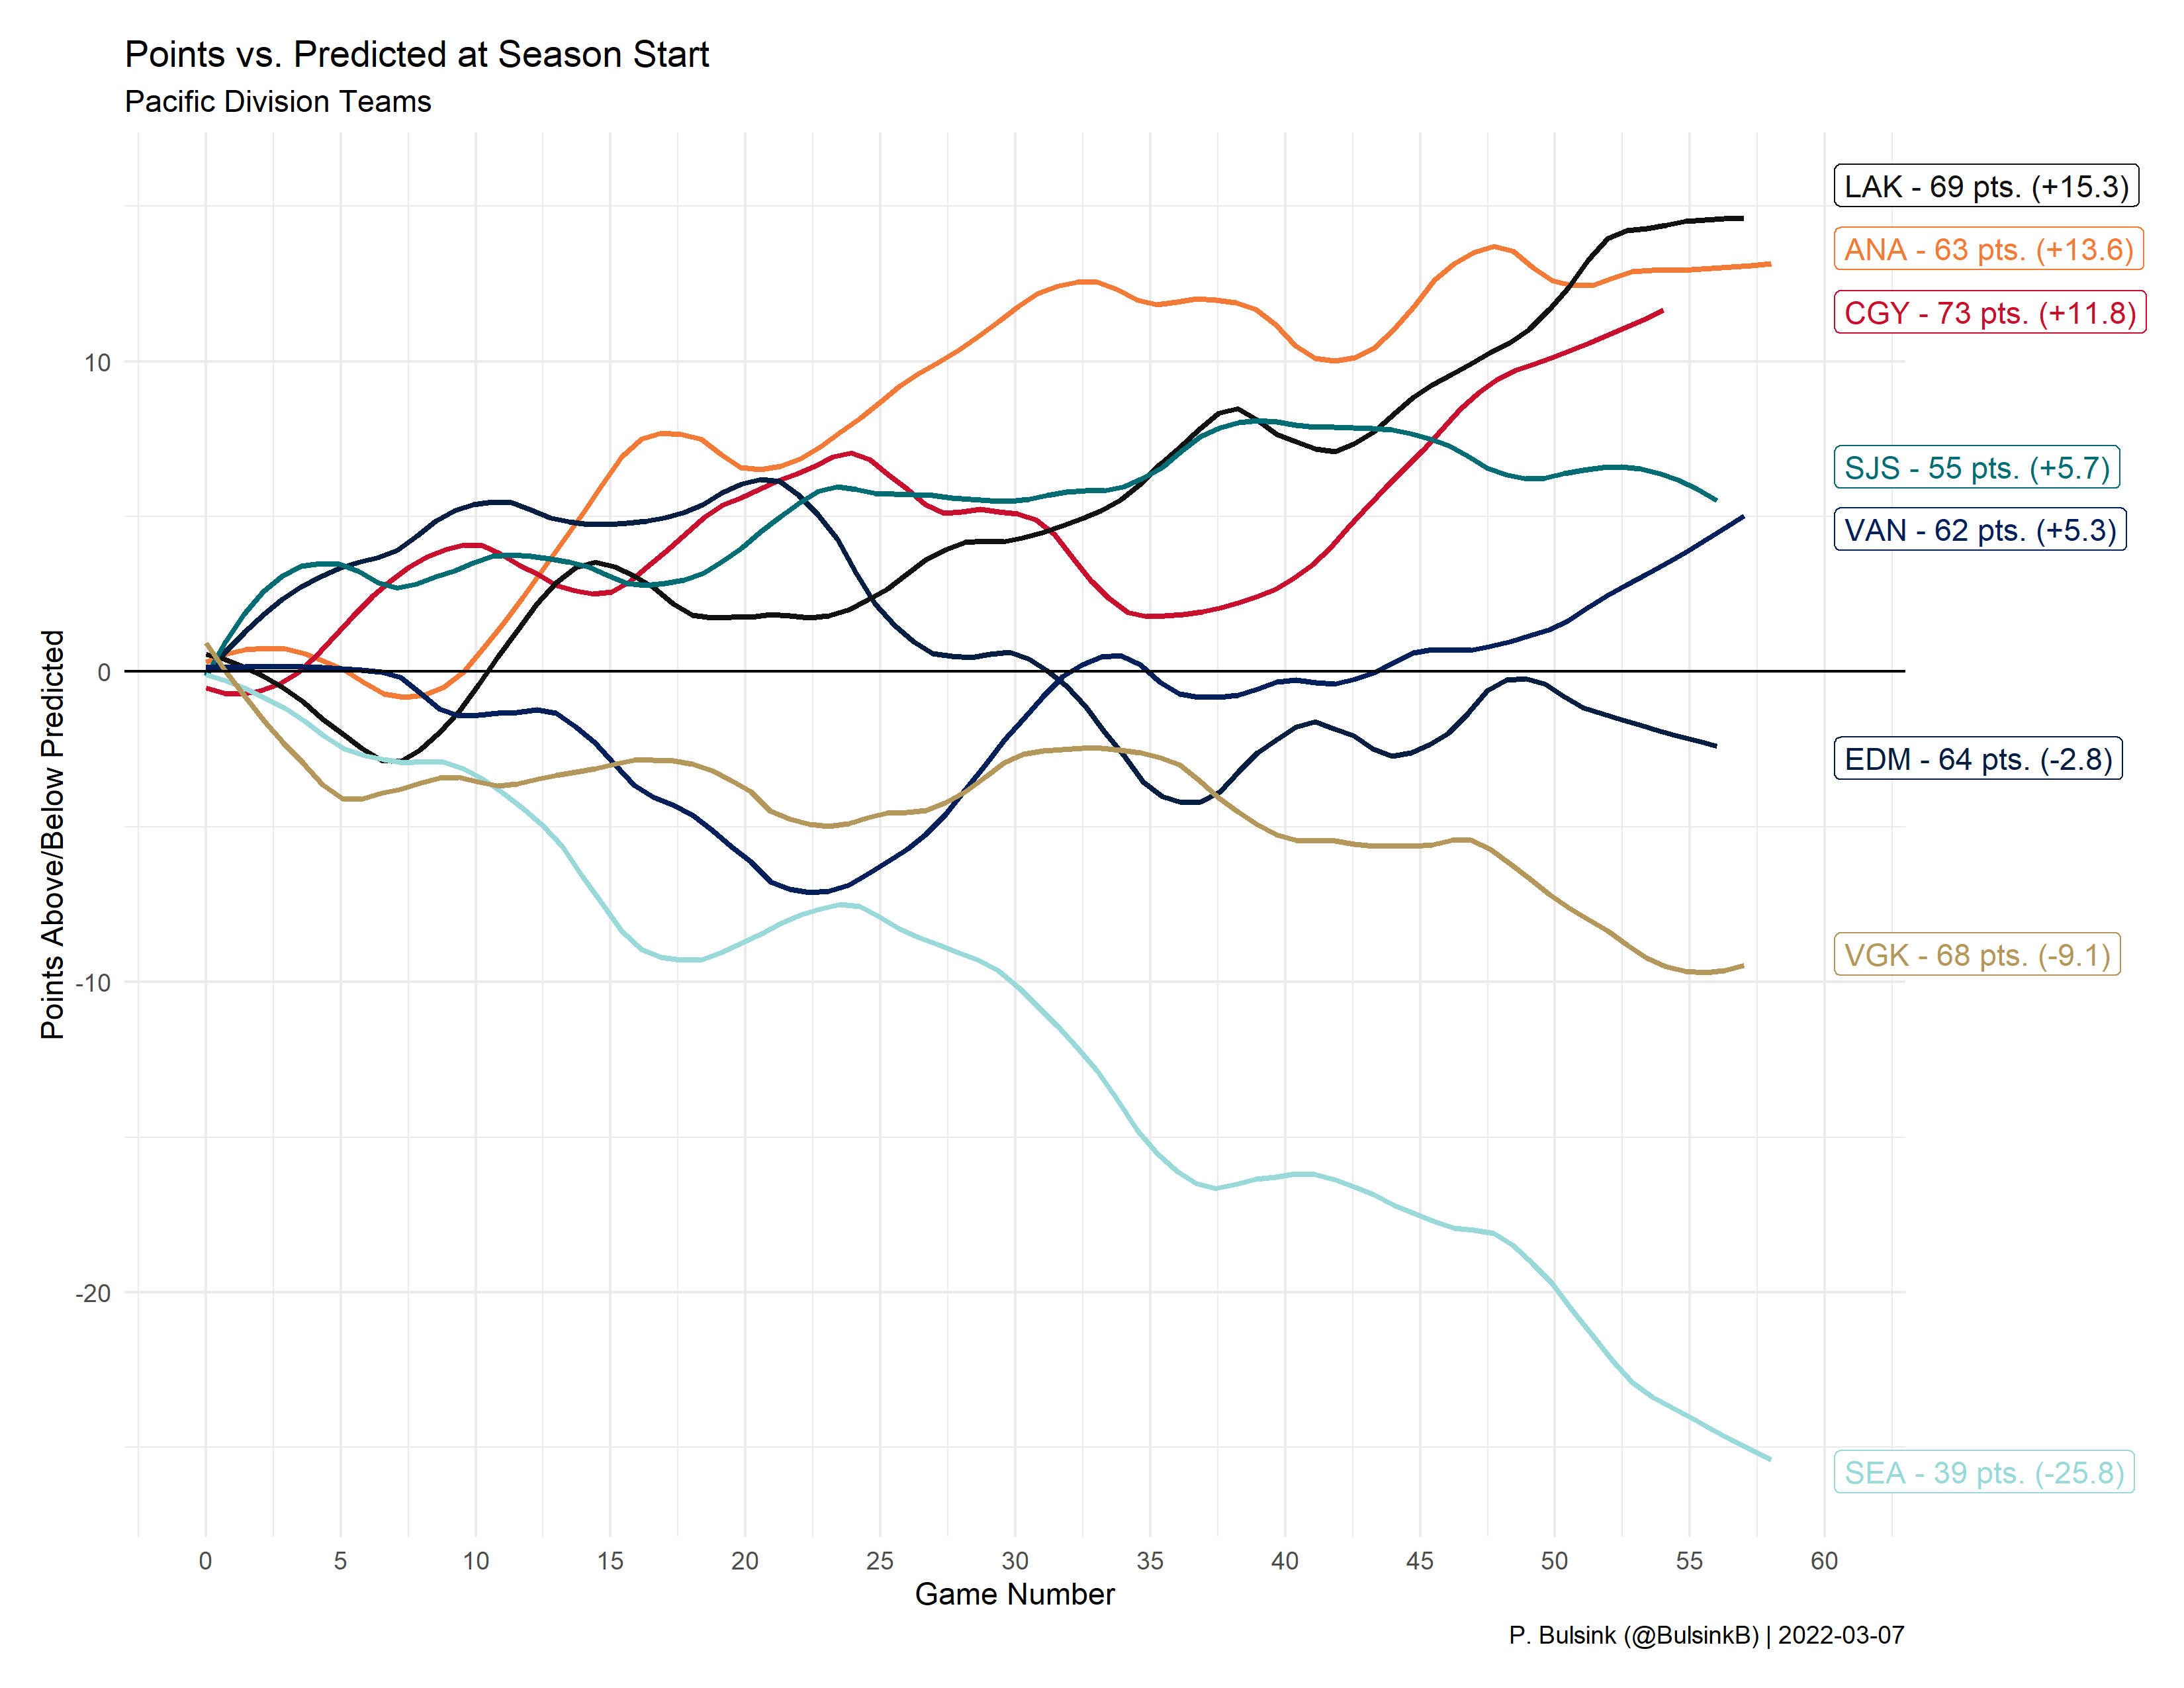 Points vs. Predicted at Season Start
Pacific Division Teams
LAK - 69 pts. (+15.3)
ANA - 63 pts. (+13.6)
CGY - 73 pts. (+11.8)
SJS - 55 pts. (+5.7)
VAN - 62 pts. (+5.3)
EDM - 64 pts. (-2.8)
VGK - 68 pts. (-9.1)
SEA - 39 pts. (-25.8)
Points Above/Below Predicted
10
0
-10
-20
0 5 10 15 20 25 30 35 40 45 50 55 60
Game Number
P. Bulsink (@BulsinkB) | 2022-03-07